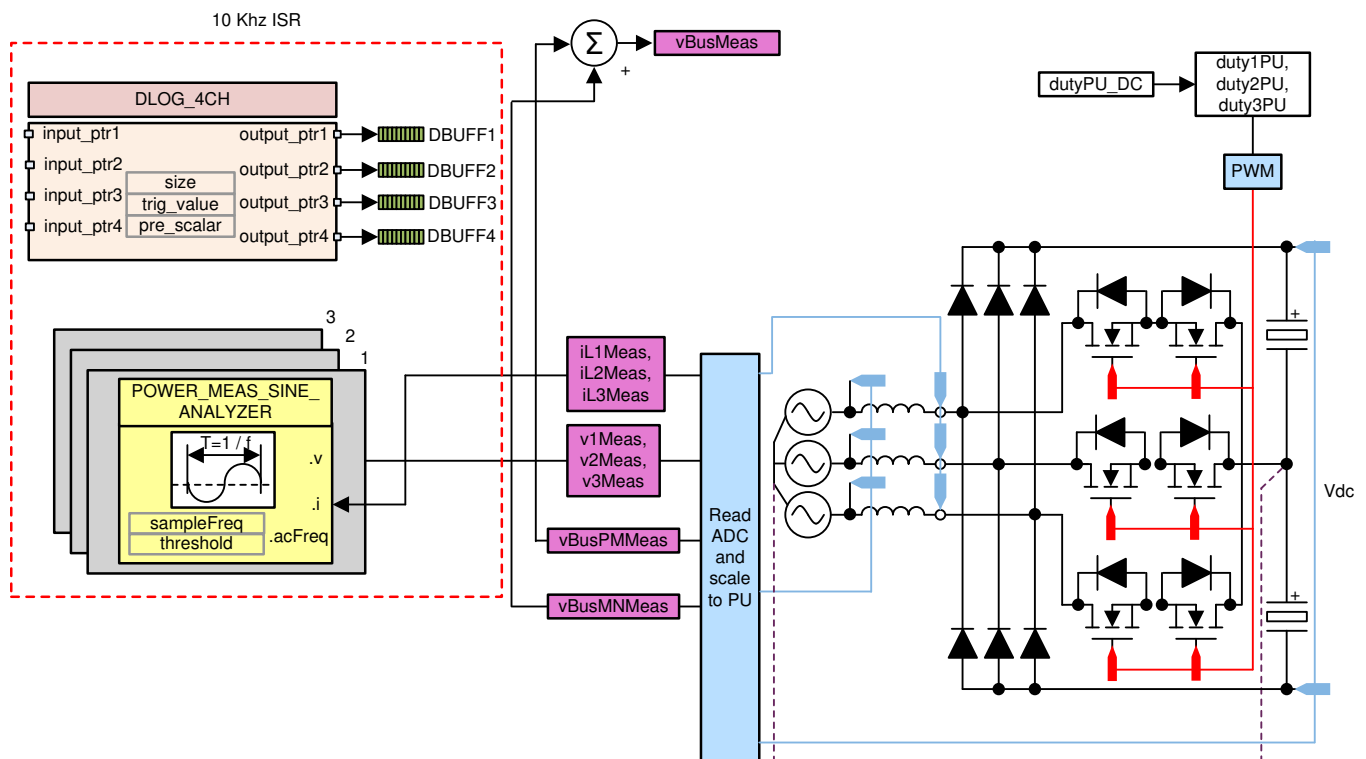 10 Khz ISR
DLOG_4CH
input_ptr1
input_ptr2
input_ptr3
input_ptr4
size
trig_value
pre_scalar
output_ptr1
output_ptr2
output_ptr3
output_ptr4
DBUFF1
DBUFF2
DBUFF3
DBUFF4
3
2
1
POWER_MEAS_SINE_
ANALYZER
T=1 / f
.v
.i
.acFreq
sampleFreq
threshold
Σ
+
vBusMeas
iL1Meas,
iL2Meas,
iL3Meas
v1Meas,
v2Meas,
v3Meas
vBusPMMeas
vBusMNMeas
Read
ADC
and
scale
to PU
dutyPU_DC
duty1PU,
duty2PU,
duty3PU
PWM
+
Vdc
+